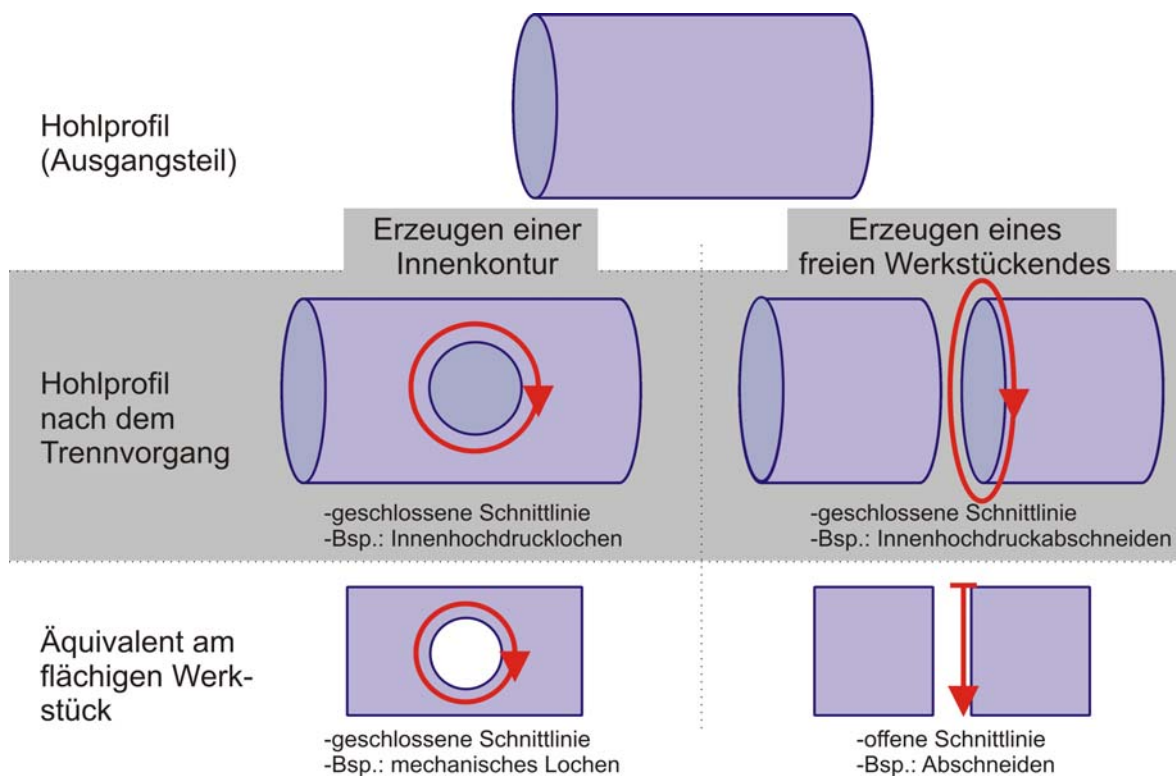 Hohlprofil
(Ausgangsteil)
Erzeugen einer
Innenkontur
Erzeugen eines
freien Werkstückendes
Hohlprofil
nach dem
Trennvorgang
-geschlossene Schnittlinie
-Bsp.: Innenhochdrucklochen
-geschlossene Schnittlinie
-Bsp.: Innenhochdruckabschneiden
Äquivalent am
flächigen Werk-
stück
-geschlossene Schnittlinie
-Bsp.: mechanisches Lochen
-offene Schnittlinie
-Bsp.: Abschneiden